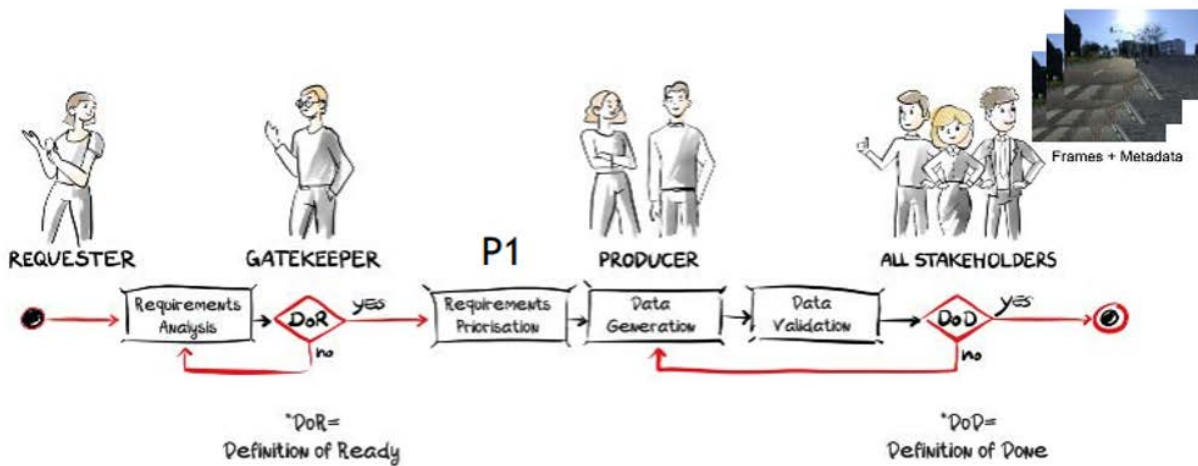 Frames + Metadata
REQUESTER
GATEKEEPER
P1
PRODUCER
ALL STAKEHOLDERS
Requirements
Analysis
DoR
YES
no
Requirements
Priorisation
Data
Generation
Data
Validation
DoD
YES
no
*DoR=
Definition of Ready
*DoD=
Definition of Done